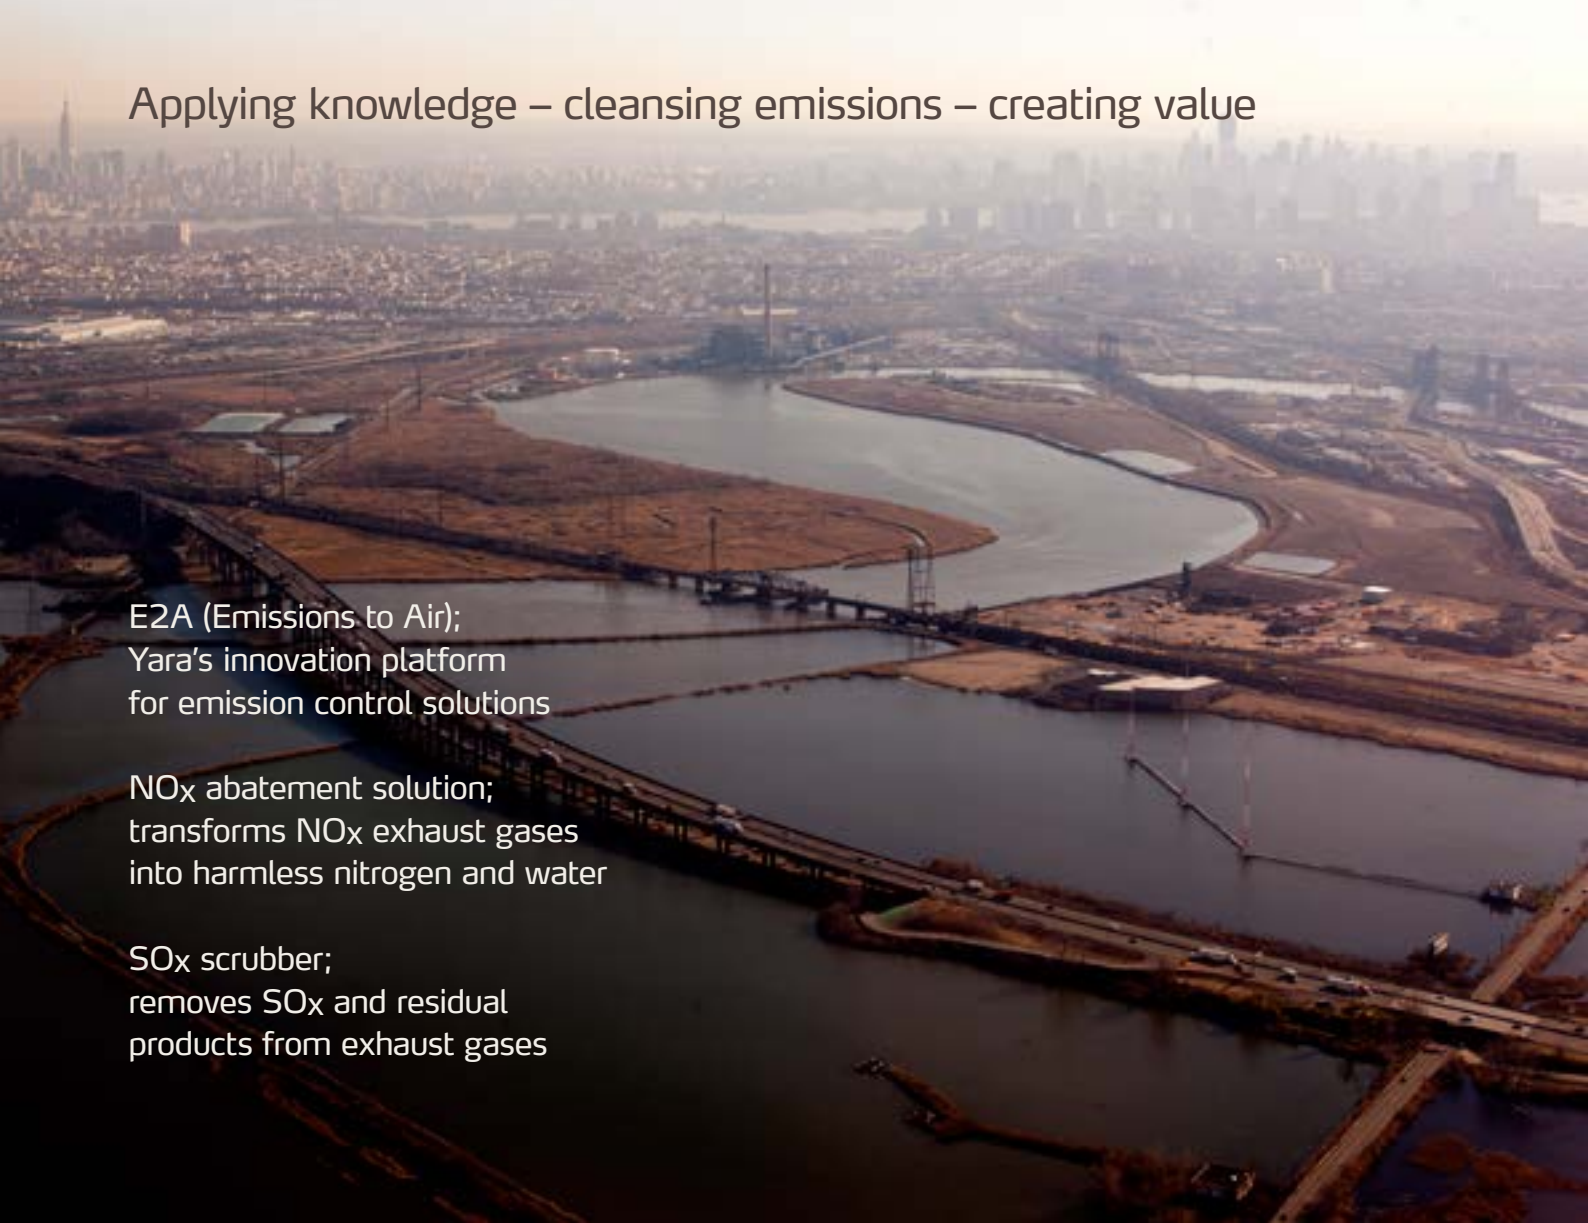 Applying knowledge – cleansing emissions – creating value
E2A (Emissions to Air);
Yara's innovation platform
for emission control solutions
NOx abatement solution;
transforms NOx exhaust gases
into harmless nitrogen and water
SOx scrubber;
removes SOx and residual
products from exhaust gases